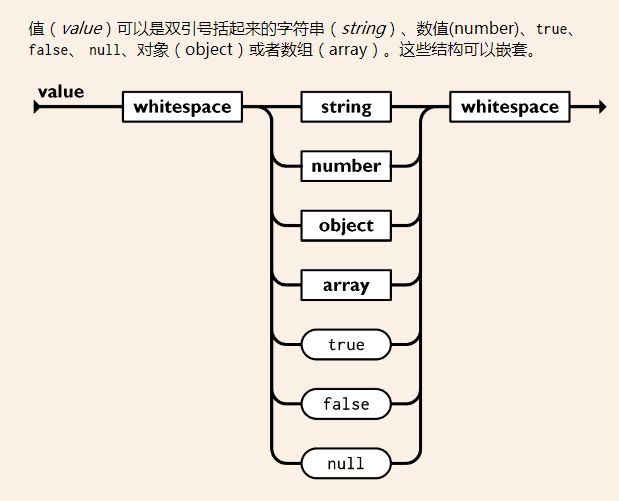 值（value）可以是双引号括起来的字符串（string）、数值(number)、true、
false、 null、对象（object）或者数组（array）。这些结构可以嵌套。
value
whitespace string whitespace
number
object
array
true
false
null